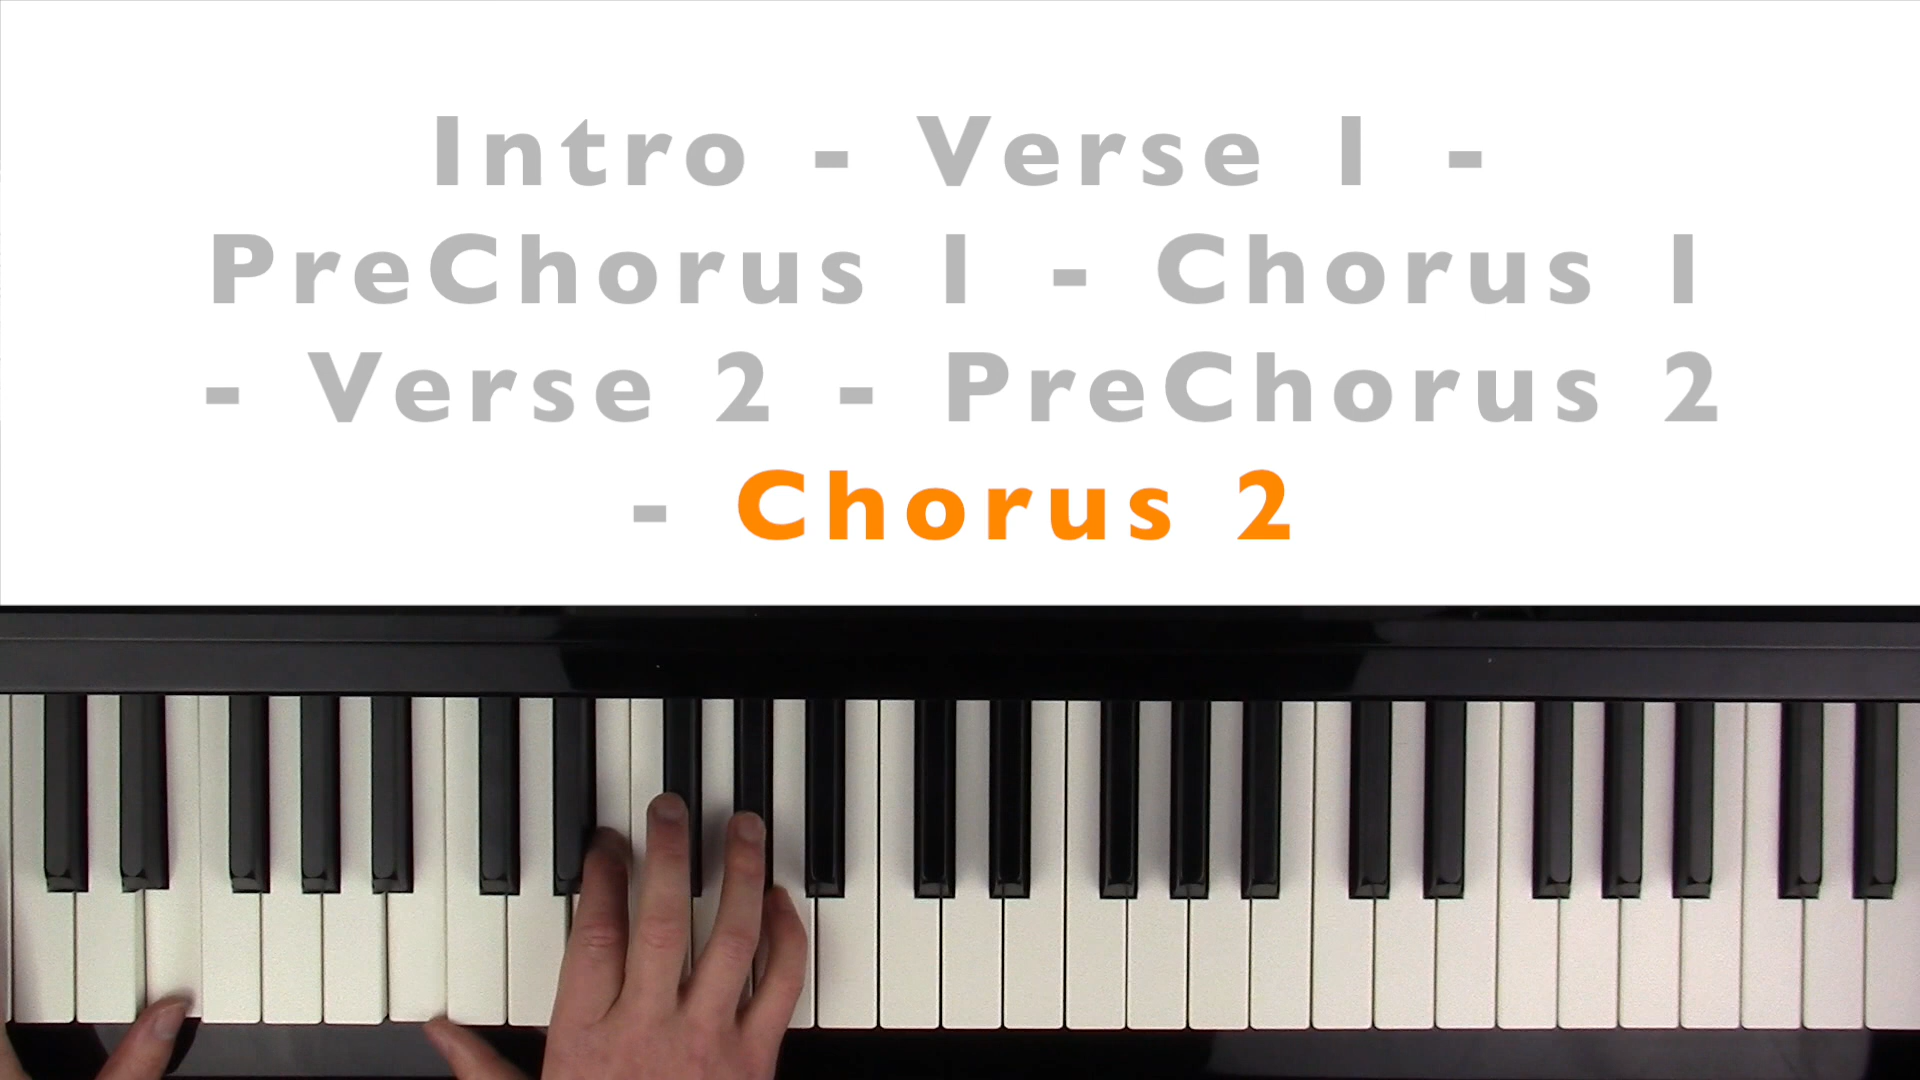 Intro - Verse 1 -
PreChorus 1 - Chorus 1
- Verse 2 - PreChorus 2
- Chorus 2